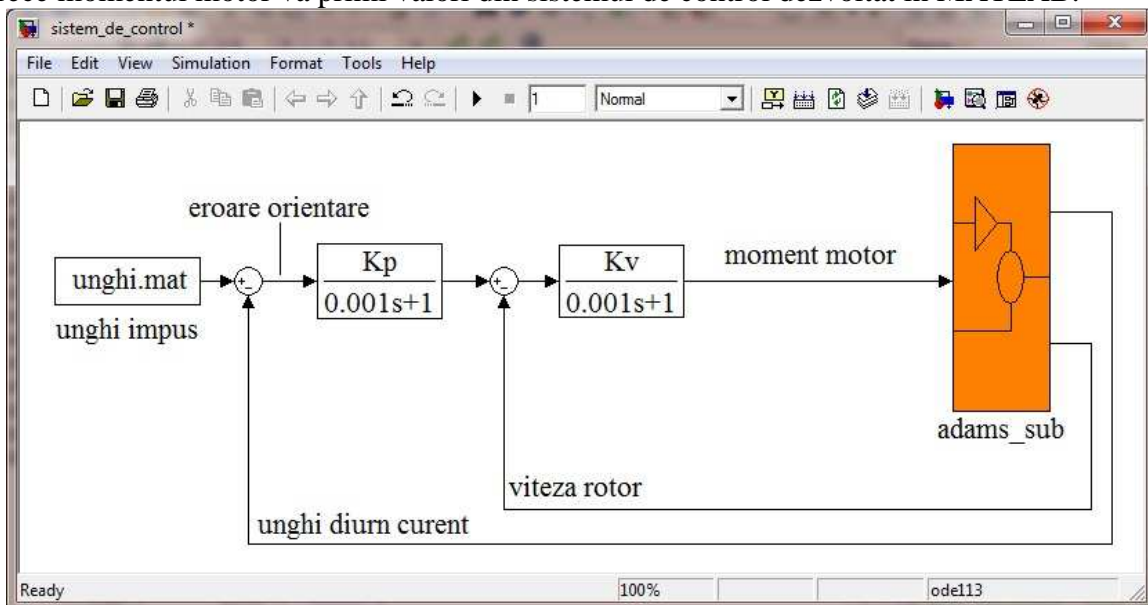 sistem_de_control *
File Edit View Simulation Format Tools Help
1 Normal
eroare orientare
unghi.mat
unghi impus
+
-
Kp
0.001s+1
+
-
Kv
0.001s+1
moment motor
adams_sub
viteza rotor
unghi diurn curent
Ready 100% ode113